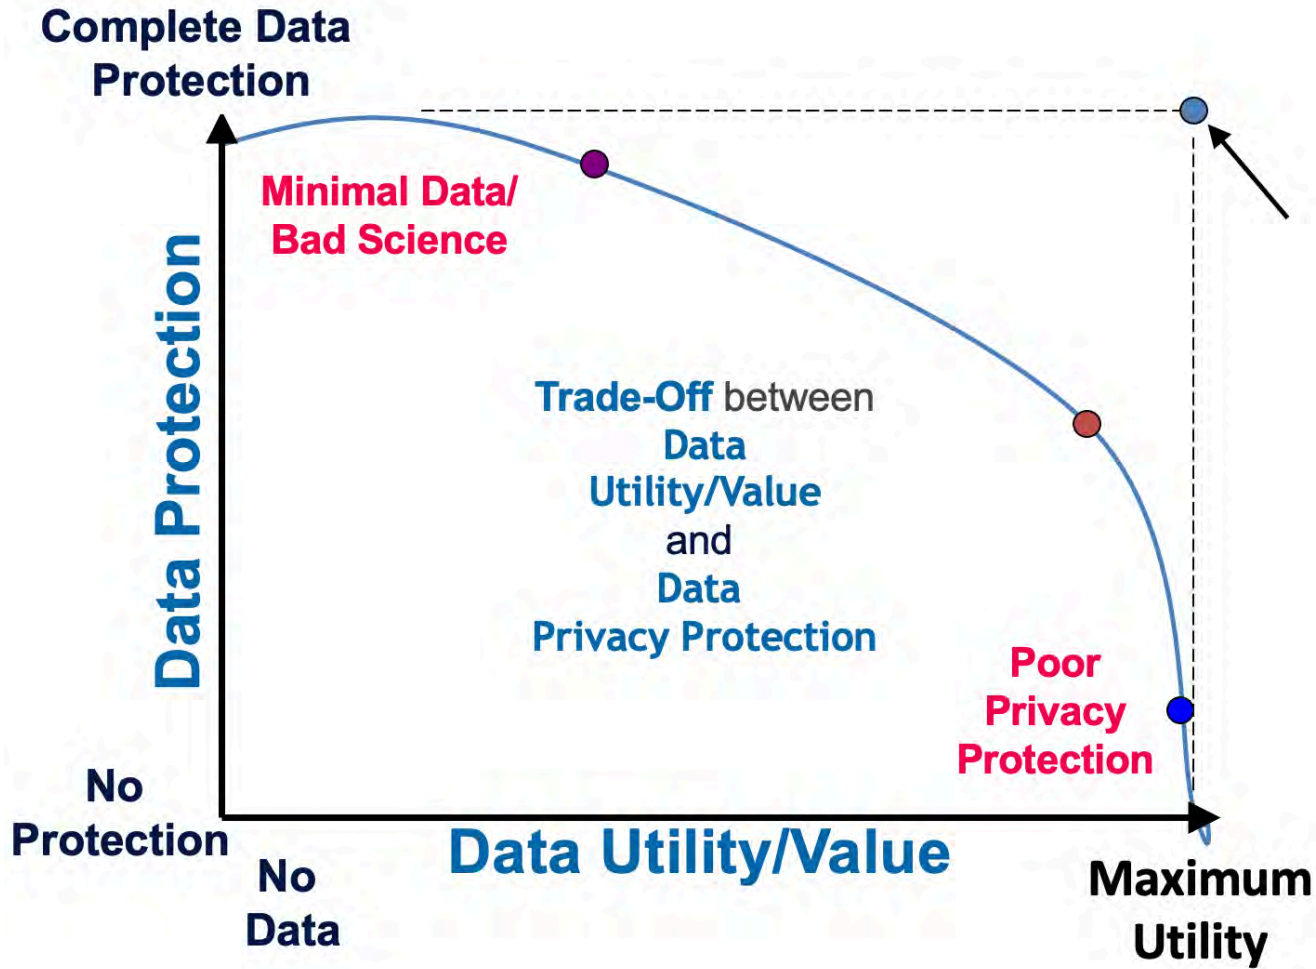 Complete Data
Protection
Minimal Data/
Bad Science
Data Protection
Trade-Off between
Data
Utility/Value
and
Data
Privacy Protection
Poor
Privacy
Protection
No
Protection
Data Utility/Value
No
Data
Maximum
Utility